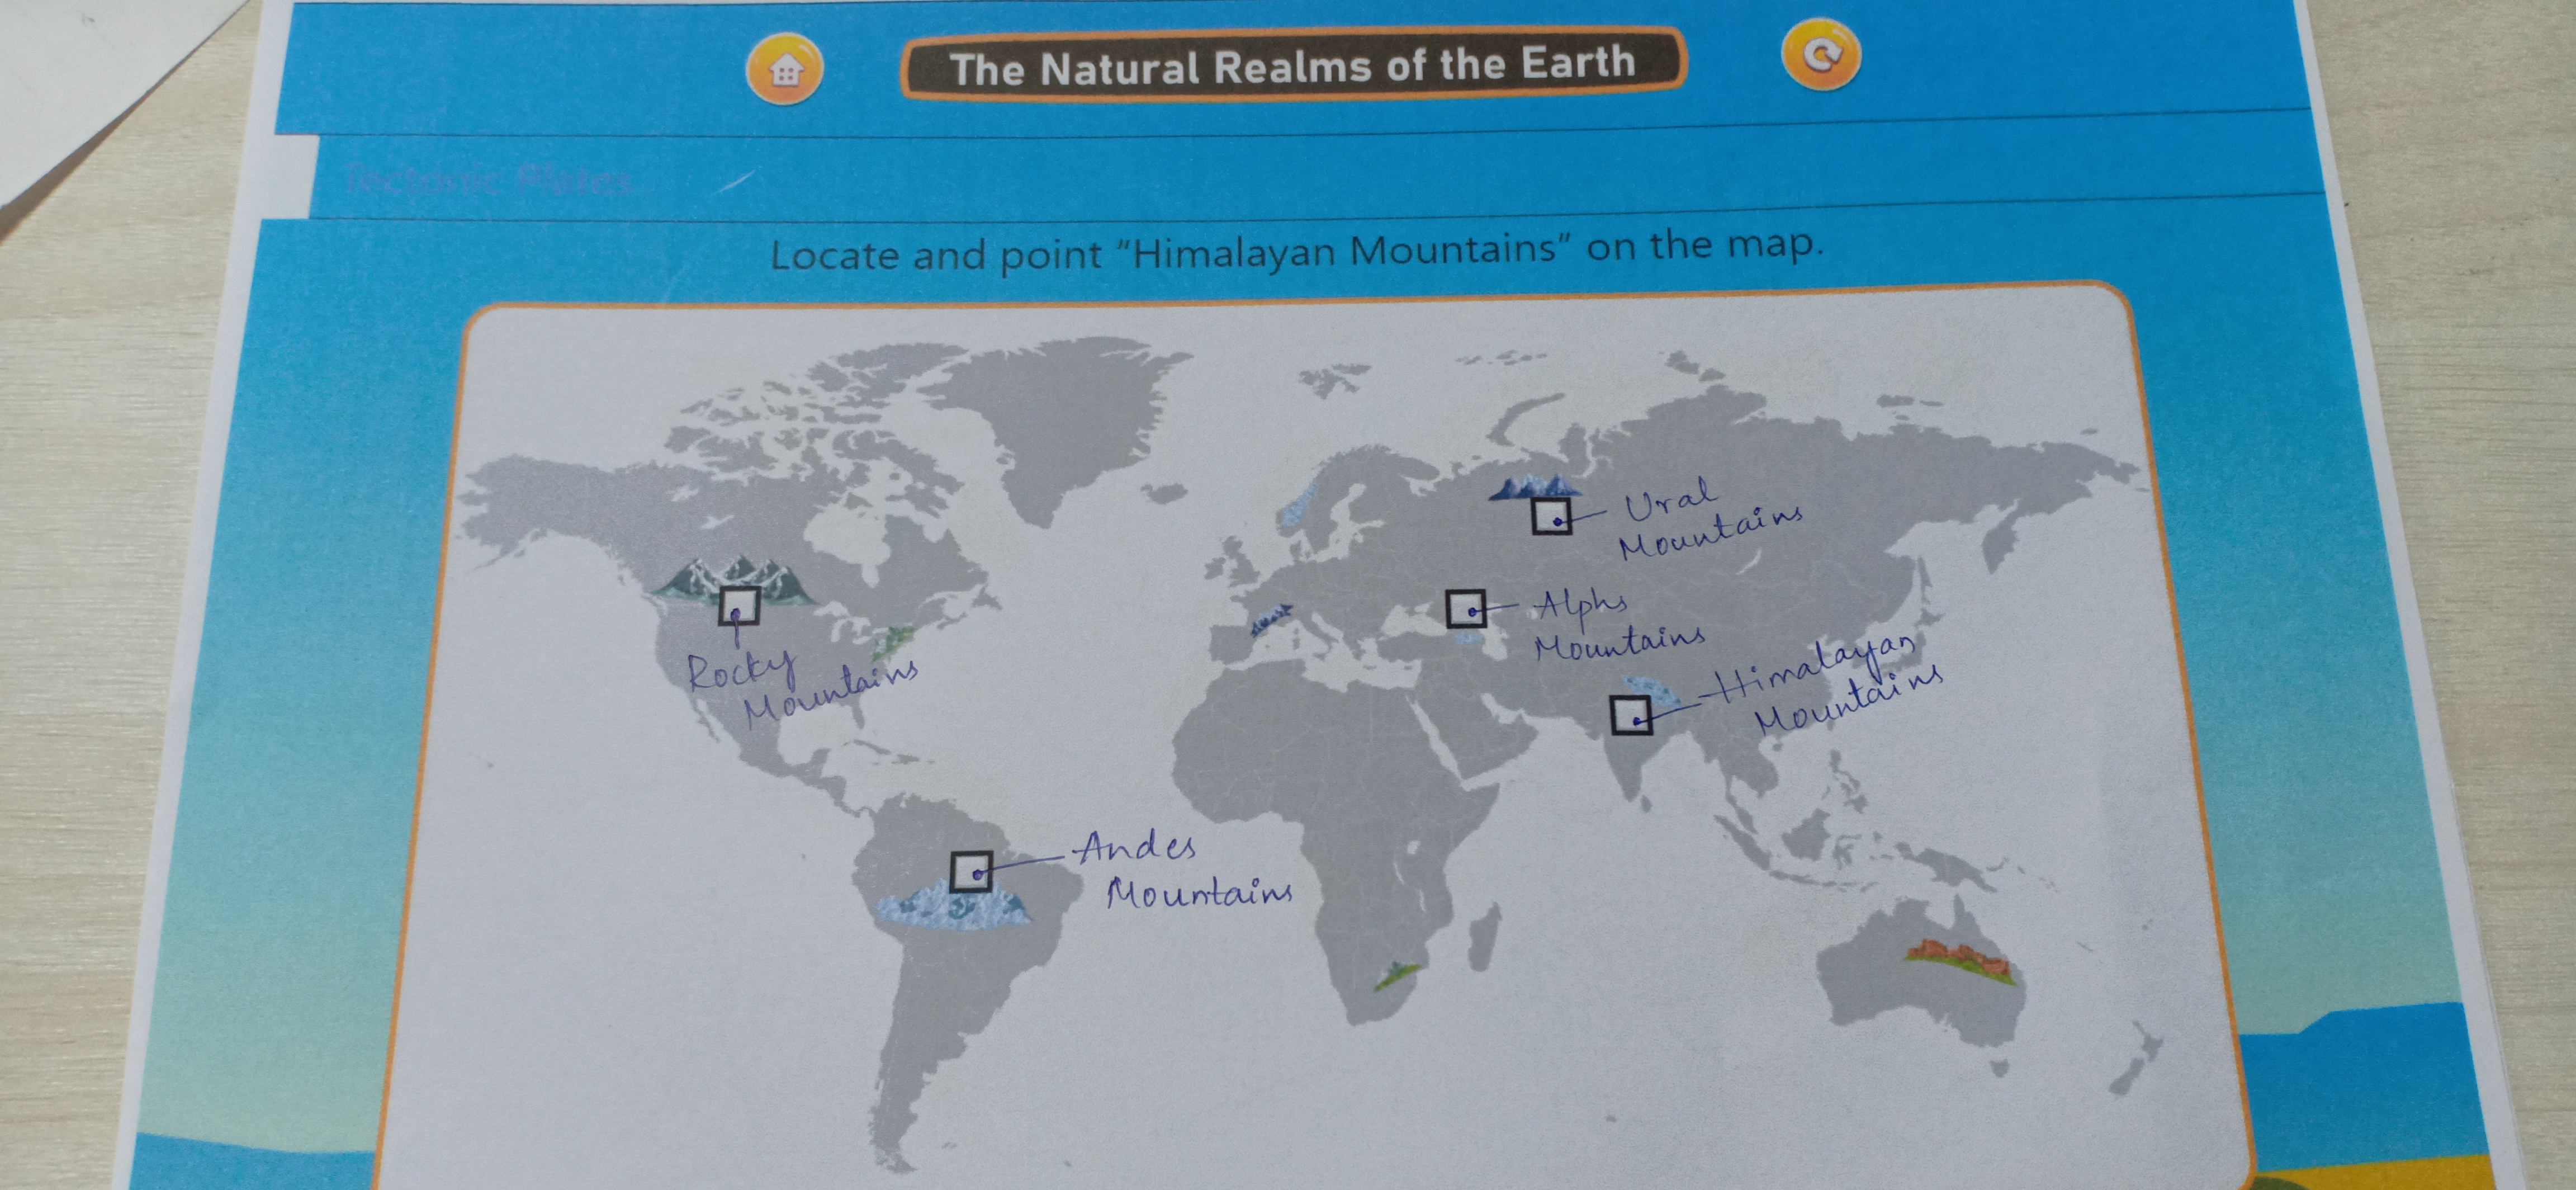 The Natural Realms of the Earth
Tectonic Plates
Locate and point “Himalayan Mountains” on the map.
Ural
Mountains
Alphs
Mountains
Rocky
Mountains
Himalayan
Mountains
Andes
Mountains